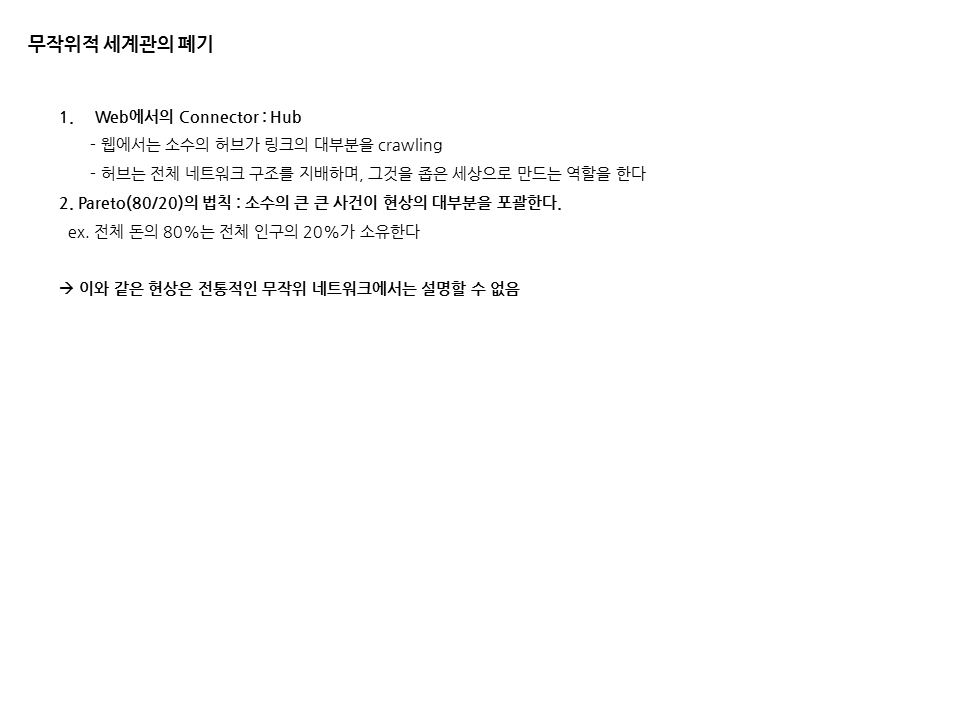 무작위적 세계관의 폐기
1. Web에서의 Connector : Hub
- 웹에서는 소수의 허브가 링크의 대부분을 crawling
- 허브는 전체 네트워크 구조를 지배하며, 그것을 좁은 세상으로 만드는 역할을 한다
2. Pareto(80/20)의 법칙 : 소수의 큰 큰 사건이 현상의 대부분을 포괄한다.
ex. 전체 돈의 80%는 전체 인구의 20%가 소유한다
→ 이와 같은 현상은 전통적인 무작위 네트워크에서는 설명할 수 없음